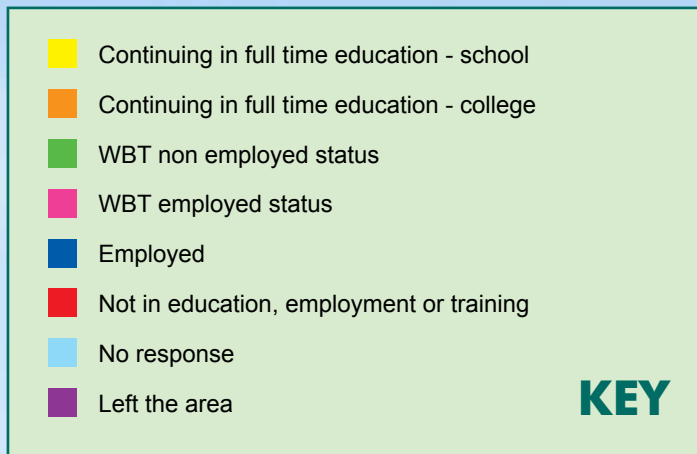 Continuing in full time education - school
Continuing in full time education - college
WBT non employed status
WBT employed status
Employed
Not in education, employment or training
No response
Left the area
KEY